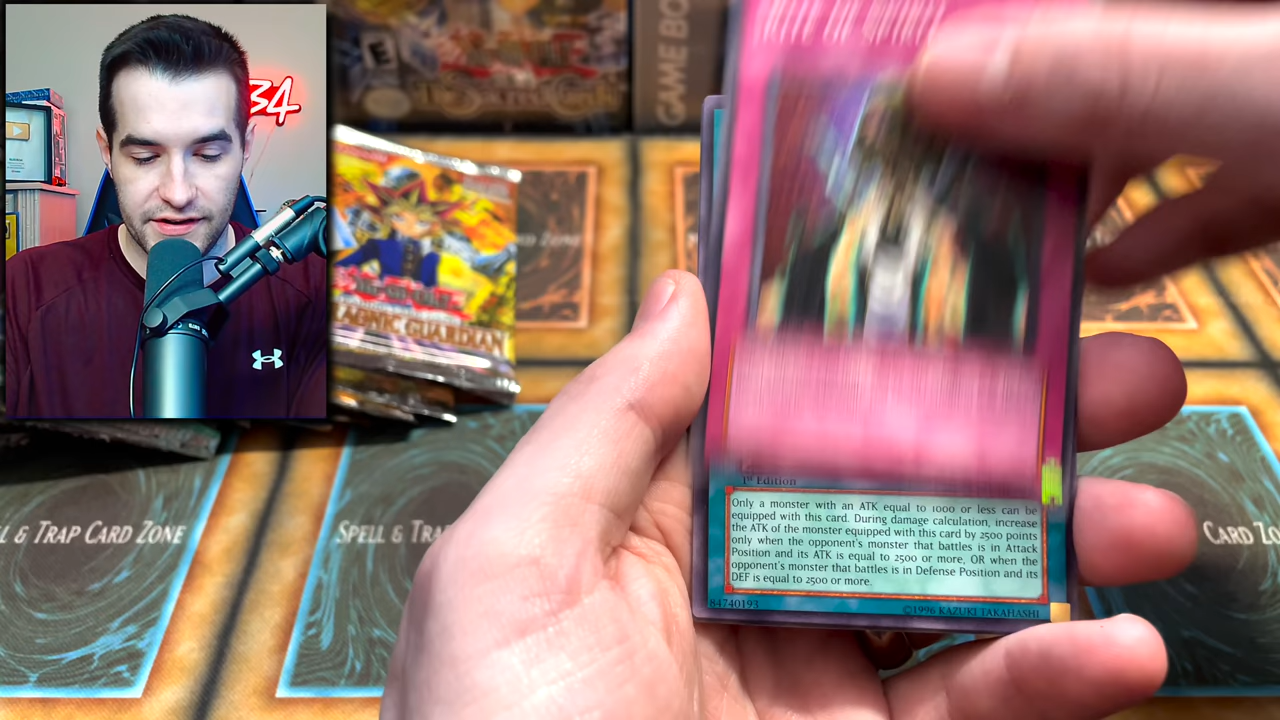 34
E
GAME BO
AGNIC GUARDIAN
D ZONE
L & TRAP CARD ZONE
SPELL & TRA
CARD ZO
1st Edition
Only a monster with an ATK equal to 1000 or less can be
equipped with this card. During damage calculation, increase
the ATK of the monster equipped with this card by 2500 points
only when the opponent's monster that battles is in Attack
Position and its ATK is equal to 2500 or more, OR when the
opponent's monster that battles is in Defense Position and its
DEF is equal to 2500 or more.
84740193
©1996 KAZUKI TAKAHASHI